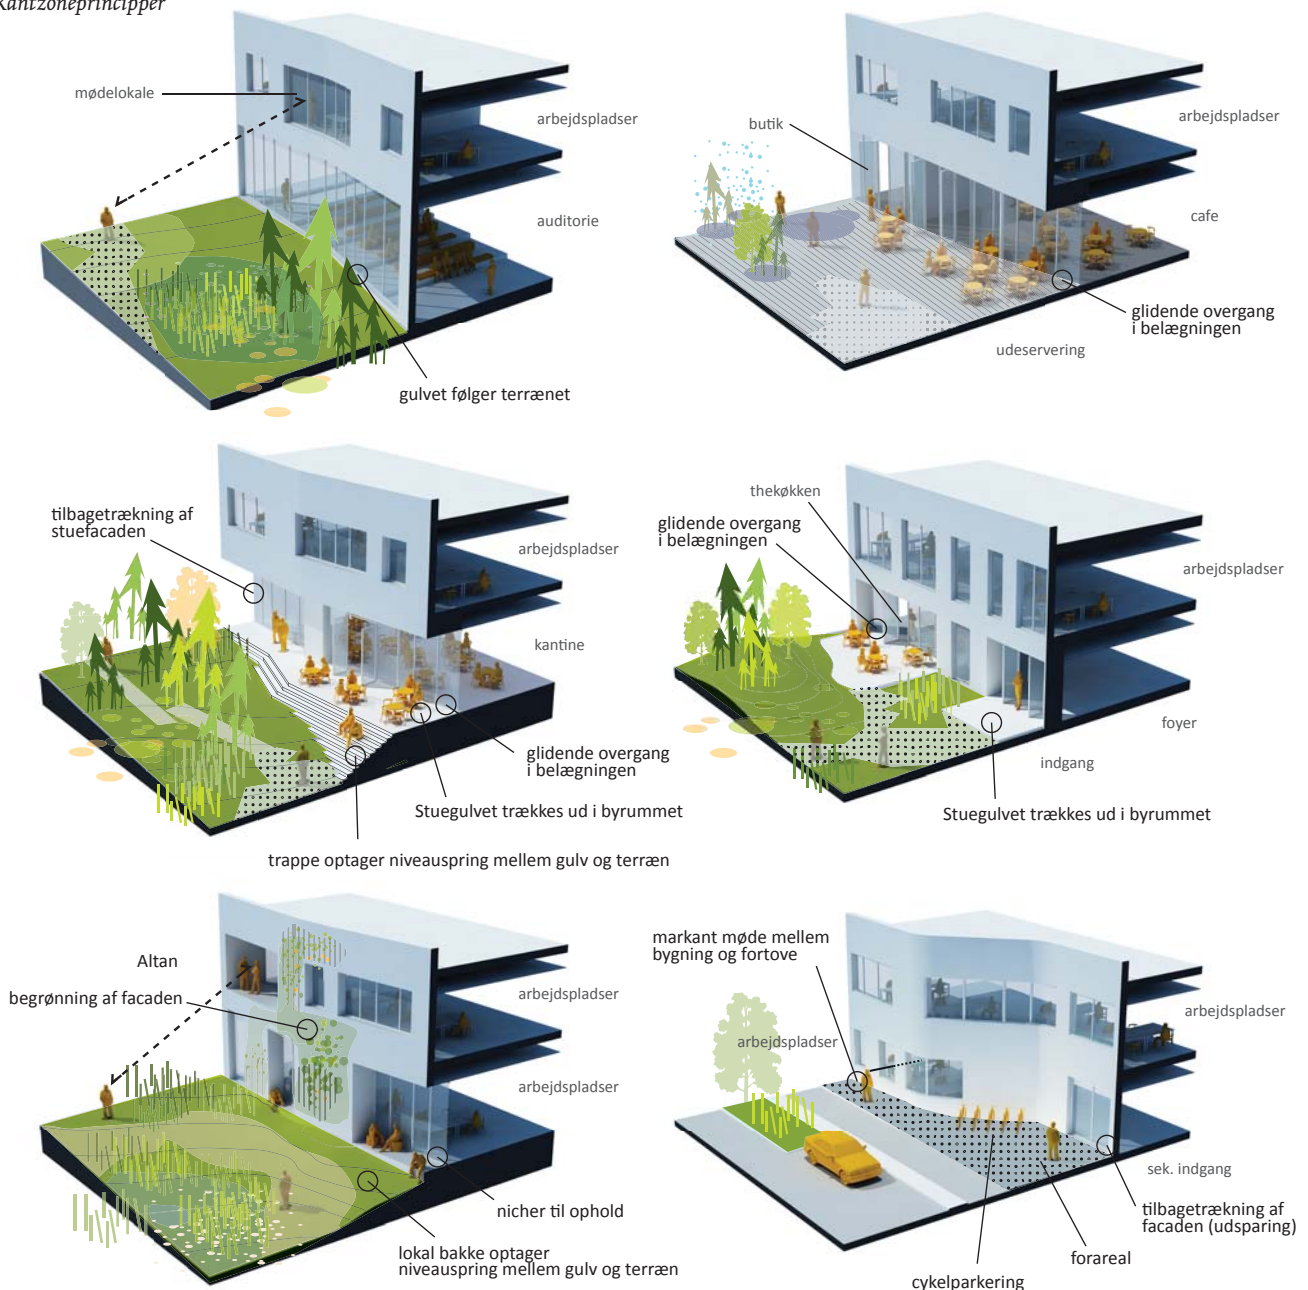 Kantzoneprincipper
mødelokale
arbejdspladser
auditorie
gulvet følger terrænet
butik
arbejdspladser
cafe
glidende overgang
i belægningen
udeservering
tilbagetrækning af
stuefacaden
arbejdspladser
kantine
glidende overgang
i belægningen
Stuegulvet trækkes ud i byrummet
trappe optager niveauspring mellem gulv og terræn
thekøkken
glidende overgang
i belægningen
arbejdspladser
foyer
indgang
Stuegulvet trækkes ud i byrummet
Altan
begrønning af facaden
arbejdspladser
arbejdspladser
nicher til ophold
lokal bakke optager
niveauspring mellem gulv og terræn
markant møde mellem
bygning og fortove
arbejdspladser
arbejdspladser
sek. indgang
tilbagetrækning af
facaden (udsparing)
forareal
cykelparkering